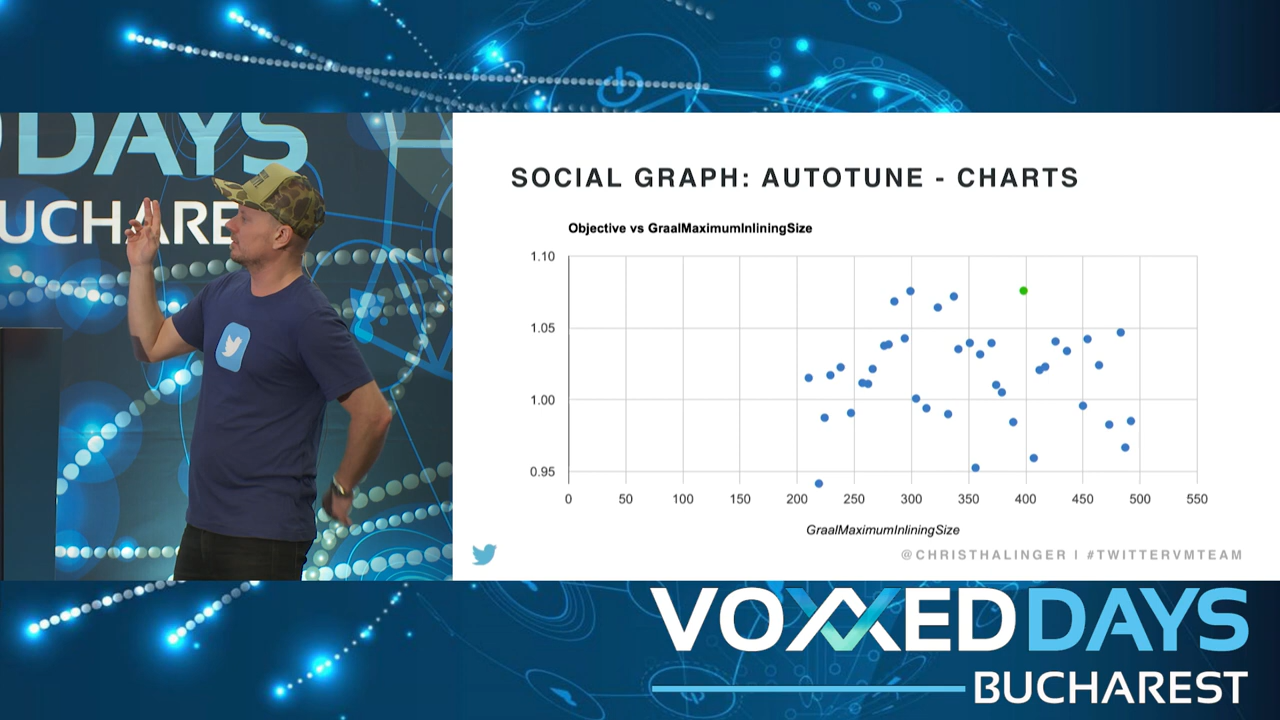 DAYS
BUCHARE
SOCIAL GRAPH: AUTOTUNE - CHARTS
Objective vs GraalMaximumInliningSize
1.10
1.05
1.00
0.95
0 50 100 150 200 250 300 350 400 450 500 550
GraalMaximumInliningSize
@CHRISTHALINGER | #TWITTERVMTEAM
VOXXED DAYS
BUCHAREST